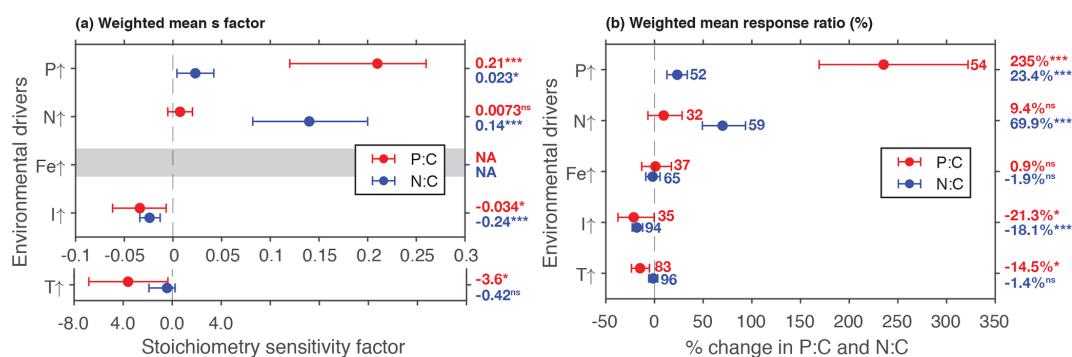 (a) Weighted mean s factor
P↑
N↑
Fe↑
I↑
T↑
Environmental drivers
0.21***
0.023*
0.0073ns
0.14***
NA
NA
-0.034*
-0.24***
-3.6*
-0.42ns
P:C
N:C
-0.1 -0.05 0 0.05 0.1 0.15 0.2 0.25 0.3
-8.0 4.0 0.0 4.0
Stoichiometry sensitivity factor
(b) Weighted mean response ratio (%)
P↑
N↑
Fe↑
I↑
T↑
Environmental drivers
54
52
32
59
37
65
35
94
83
96
235%***
23.4%***
9.4%ns
69.9%***
0.9%ns
-1.9%ns
-21.3%*
-18.1%***
-14.5%*
-1.4%ns
P:C
N:C
-50 0 50 100 150 200 250 300 350
% change in P:C and N:C